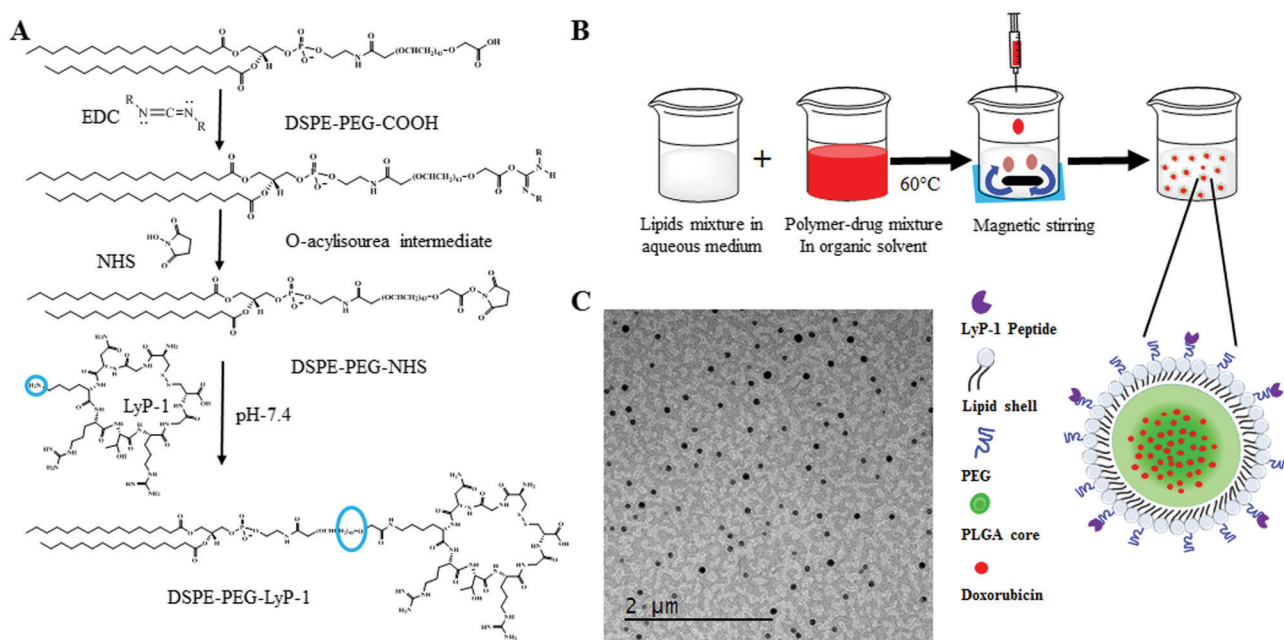 A
EDC
R
N=C=N
R
DSPE-PEG-COOH
O-acylisourea intermediate
NHS
DSPE-PEG-NHS
H₂N
LyP-1
pH-7.4
DSPE-PEG-LyP-1
B
+
60°C
Lipids mixture in
aqueous medium
Polymer-drug mixture
In organic solvent
Magnetic stirring
C
2 µm
LyP-1 Peptide
Lipid shell
PEG
PLGA core
Doxorubicin